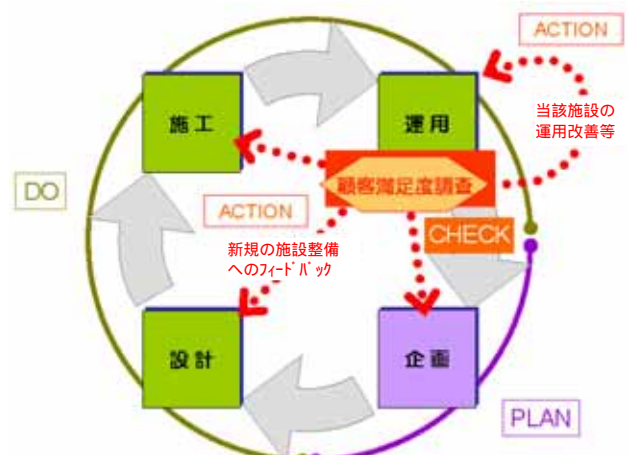 ACTION
施工
運用
当該施設の
運用改善等
顧客満足度調査
DO
ACTION
CHECK
新規の施設整備
へのﾌｨｰﾄﾞﾊﾞｯｸ
設計
企画
PLAN